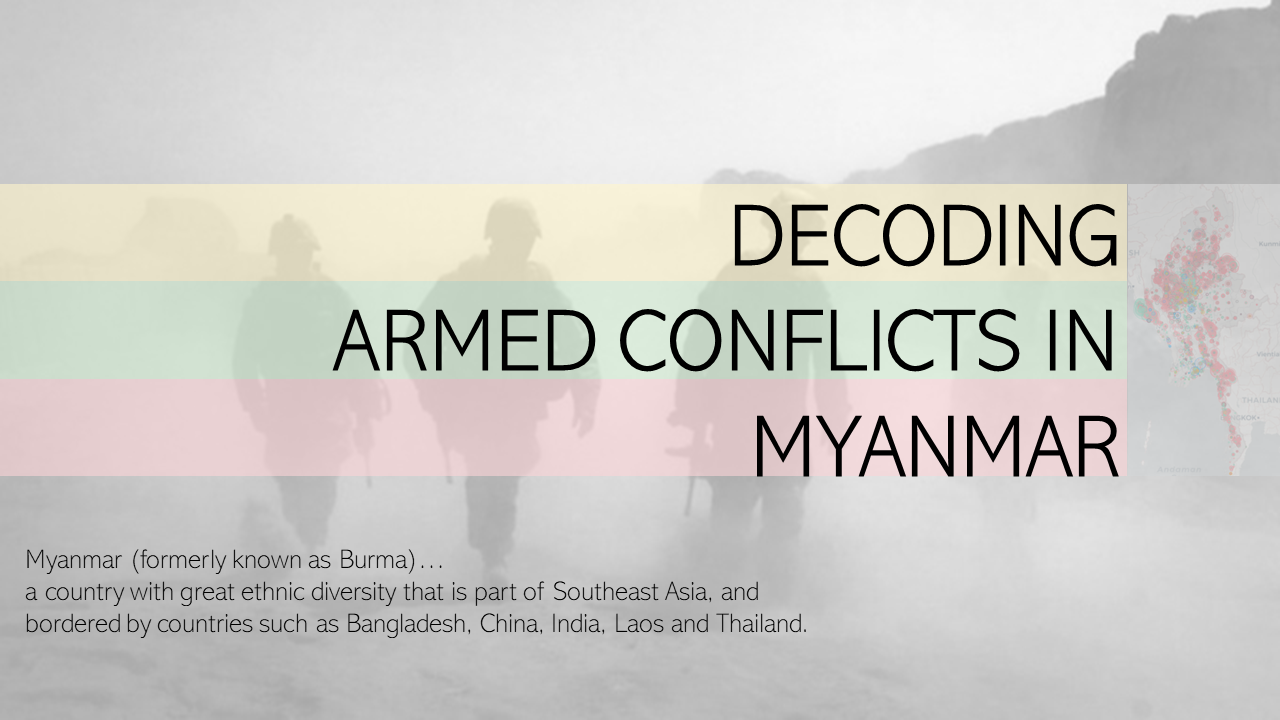 DECODING
ARMED CONFLICTS IN
MYANMAR
THAILAN
Myanmar (formerly known as Burma)…
a country with great ethnic diversity that is part of Southeast Asia, and
bordered by countries such as Bangladesh, China, India, Laos and Thailand.